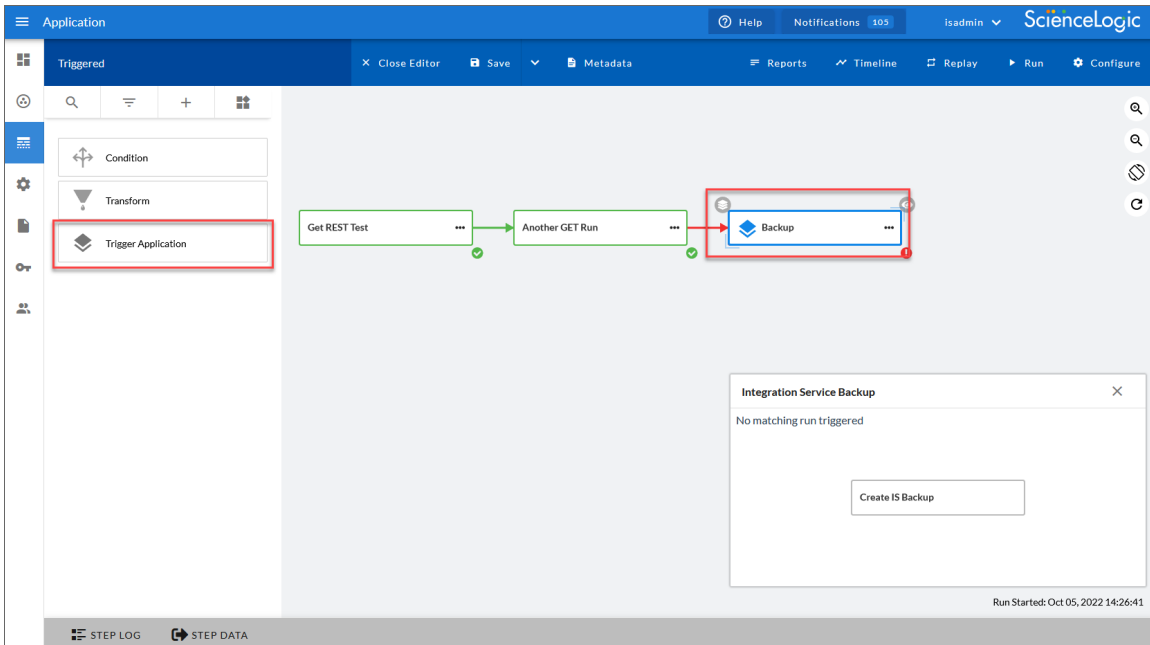 Application
Help
Notifications 105
isadmin
ScienceLogic
Triggered
Close Editor
Save
Metadata
Reports
Timeline
Replay
Run
Configure
Condition
Transform
Trigger Application
Get REST Test
Another GET Run
Backup
Integration Service Backup
No matching run triggered
Create IS Backup
Run Started: Oct 05, 2022 14:26:41
STEP LOG
STEP DATA